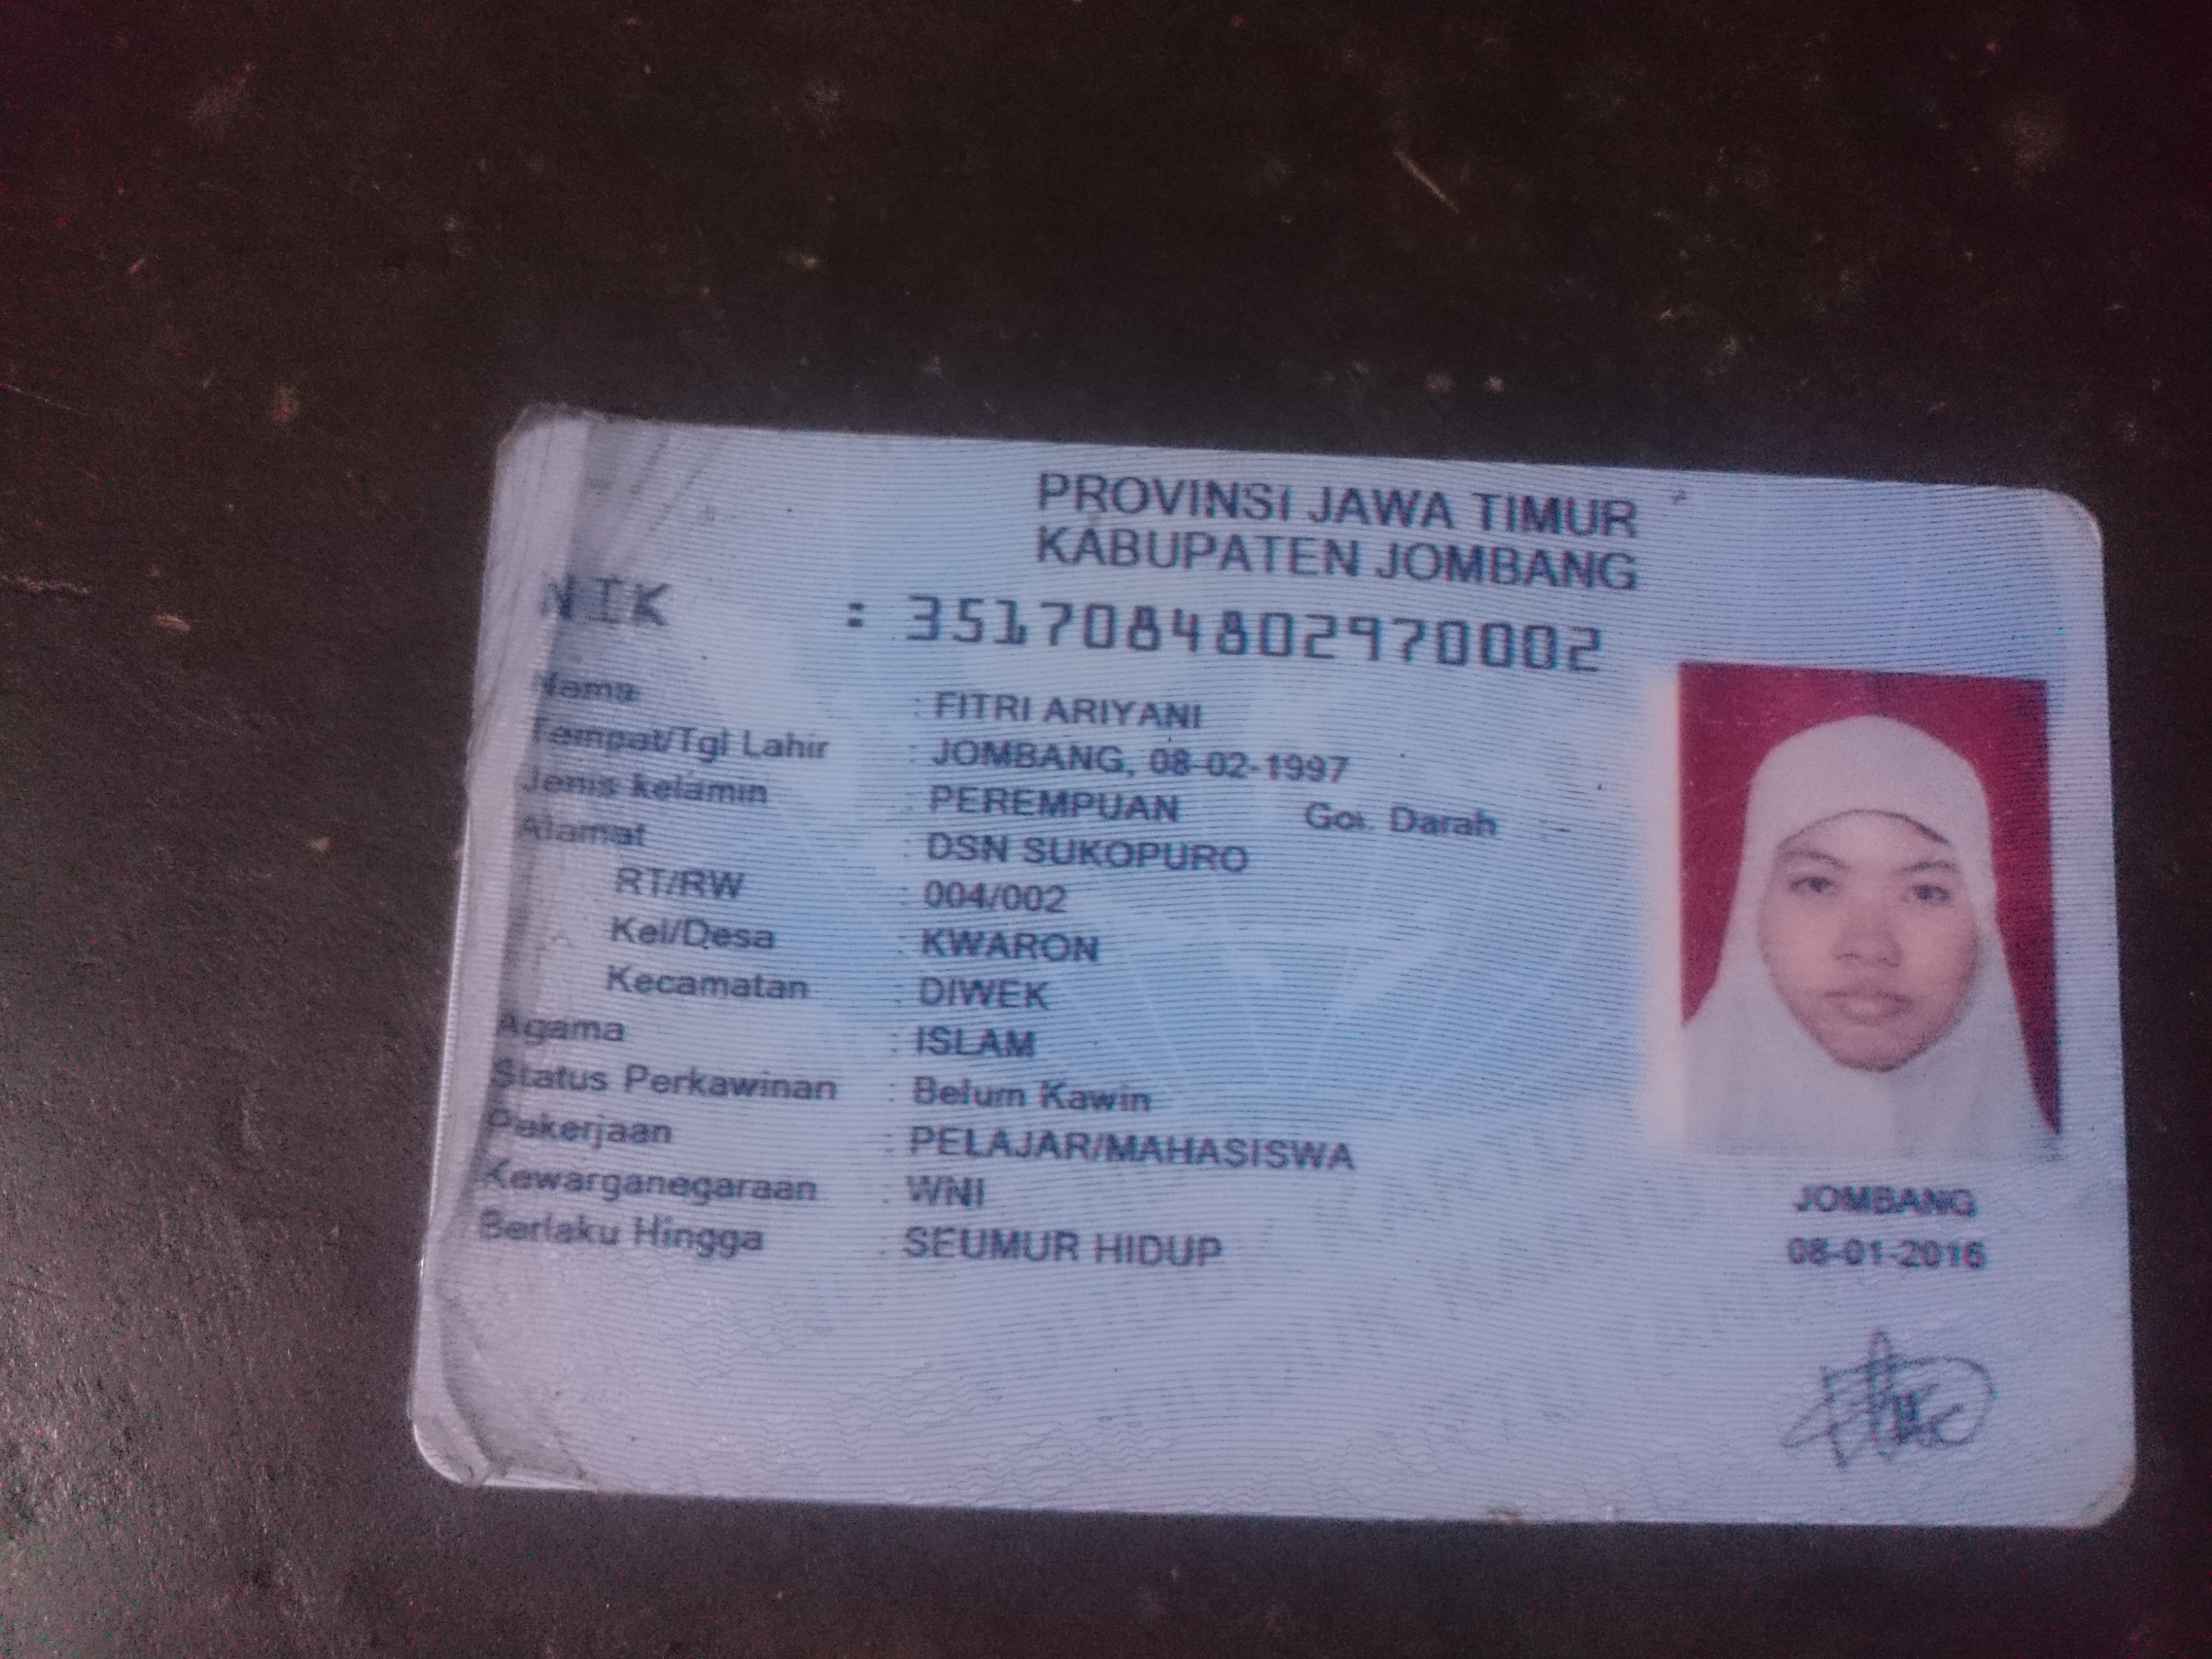 PROVINSI JAWA TIMUR
KABUPATEN JOMBANG
NIK : 3517084802970002
Nama : FITRI ARIYANI
Tempat/Tgl Lahir : JOMBANG, 08-02-1997
Jenis kelamin : PEREMPUAN Gol. Darah : -
Alamat : DSN SUKOPURO
RT/RW : 004/002
Kel/Desa : KWARON
Kecamatan : DIWEK
Agama : ISLAM
Status Perkawinan : Belum Kawin
Pekerjaan : PELAJAR/MAHASISWA
Kewarganegaraan : WNI
Berlaku Hingga : SEUMUR HIDUP
JOMBANG
08-01-2016